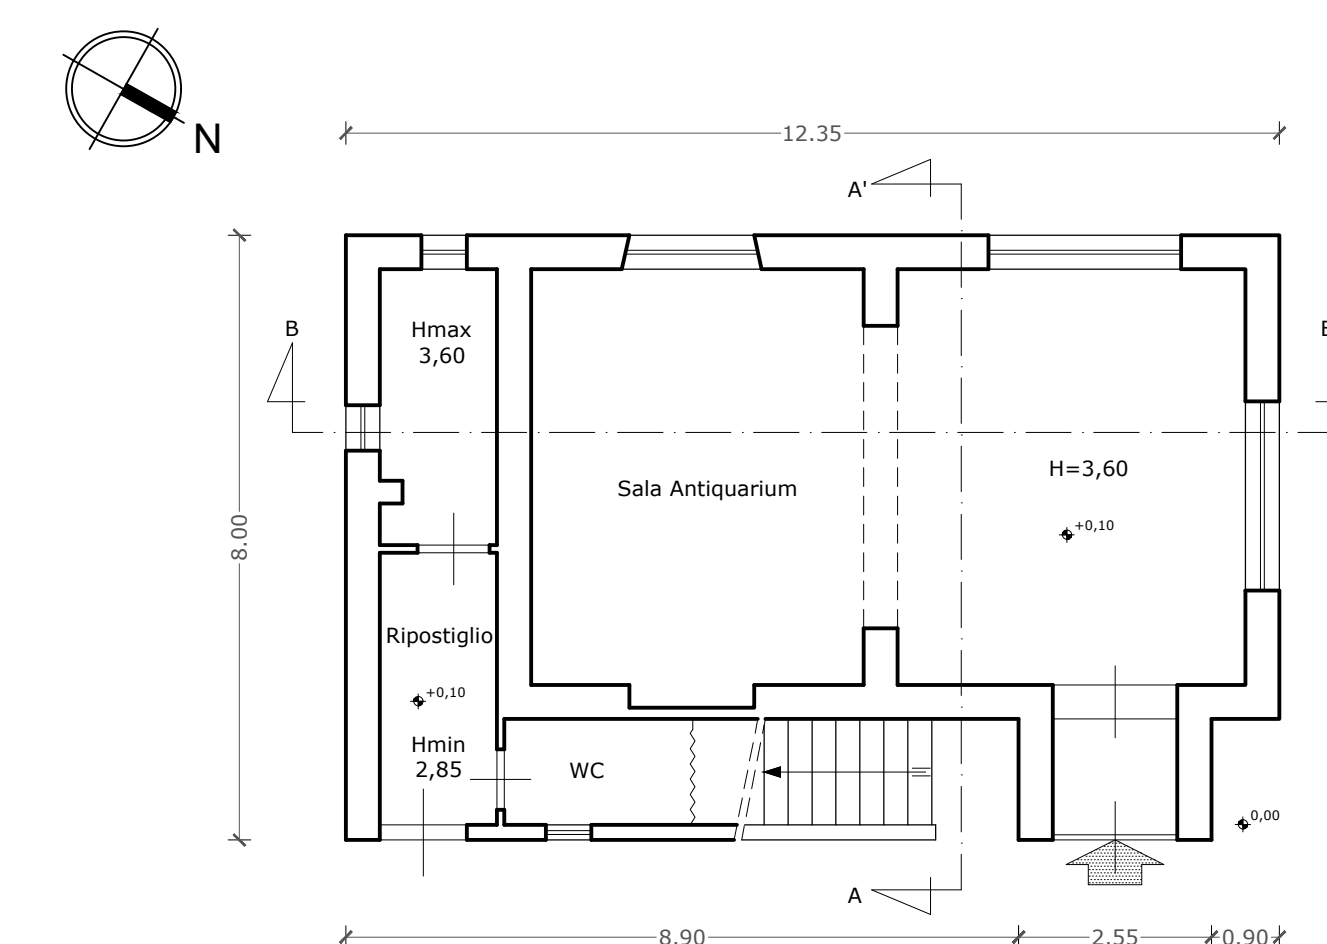 N
12.35
A'
B
Hmax
3,60
8.00
Sala Antiquarium
H=3,60
+0,10
Ripostiglio
+0,10
Hmin
2,85
WC
0,00
A
8.90
2.55
0.90